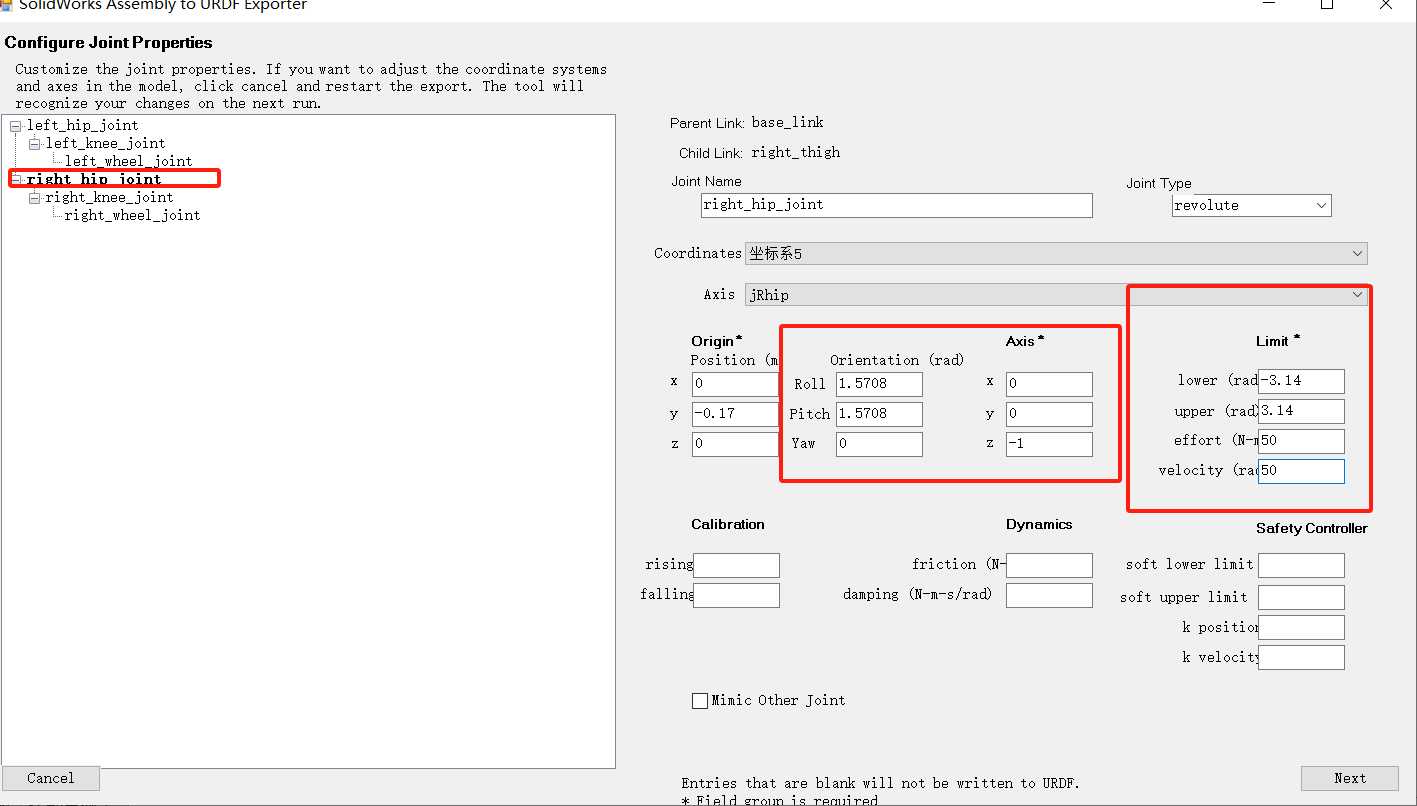 SolidWorks Assembly to URDF Exporter
Configure Joint Properties
Customize the joint properties. If you want to adjust the coordinate systems
and axes in the model, click cancel and restart the export. The tool will
recognize your changes on the next run.
left_hip_joint
left_knee_joint
left_wheel_joint
right_hip_joint
right_knee_joint
right_wheel_joint
Parent Link: base_link
Child Link: right_thigh
Joint Name
Joint Type
right_hip_joint
revolute
Coordinates 坐标系5
Axis jRhip
Origin*
Axis*
Limit *
Position (m
Orientation (rad)
x 0 Roll 1.5708 x 0 lower (rad -3.14
y -0.17 Pitch 1.5708 y 0 upper (rad) 3.14
z 0 Yaw 0 z -1 effort (N-m 50
velocity (rad 50
Calibration
Dynamics
Safety Controller
rising
friction (N-
soft lower limit
falling
damping (N-m-s/rad)
soft upper limit
k position
k velocity
Mimic Other Joint
Cancel
Next
Entries that are blank will not be written to URDF.
* Field group is required